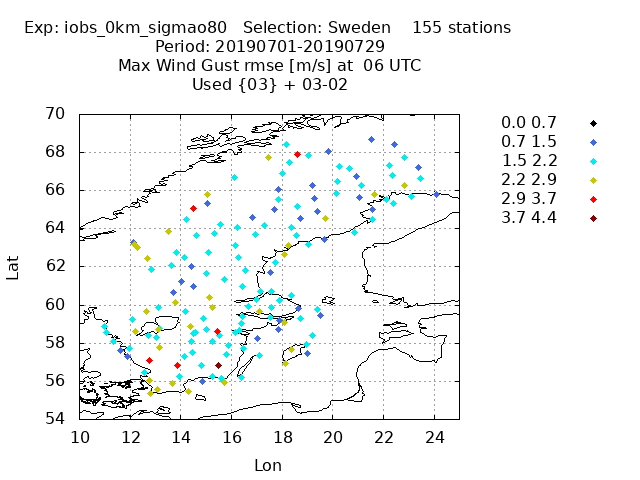 Exp: iobs_0km_sigmao80 Selection: Sweden 155 stations
Period: 20190701-20190729
Max Wind Gust rmse [m/s] at 06 UTC
Used {03} + 03-02
70
68
66
64
62
60
58
56
54
10 12 14 16 18 20 22 24
Lat
Lon
0.0 0.7
0.7 1.5
1.5 2.2
2.2 2.9
2.9 3.7
3.7 4.4